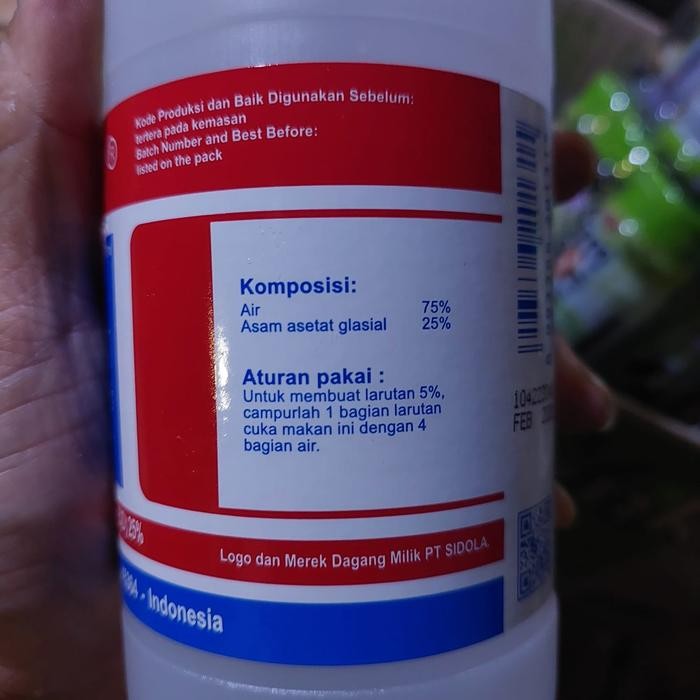 Kode Produksi dan Baik Digunakan Sebelum:
tertera pada kemasan
Batch Number and Best Before:
listed on the pack
Komposisi:
Air 75%
Asam asetat glasial 25%
Aturan pakai :
Untuk membuat larutan 5%,
campurlah 1 bagian larutan
cuka makan ini dengan 4
bagian air.
FEB
25%
Logo dan Merek Dagang Milik PT SIDOLA.
- Indonesia